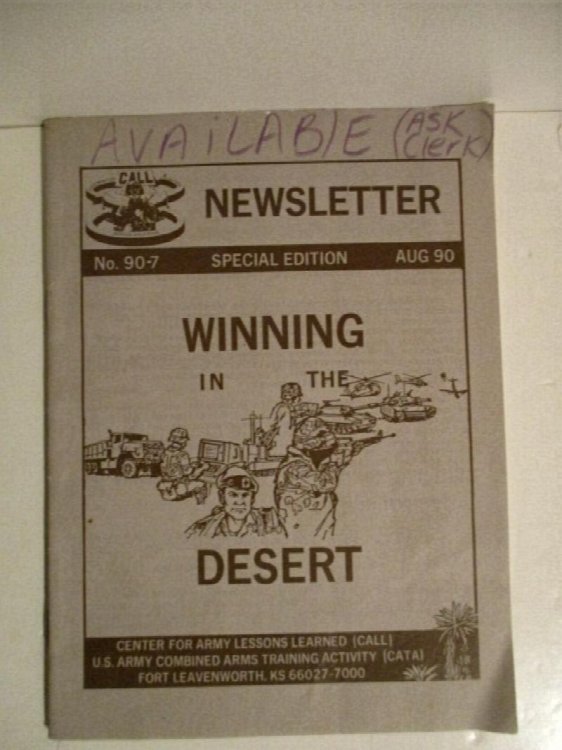 AVAILABLE (ASK
Clerk)
CALL
NEWSLETTER
No. 90-7 SPECIAL EDITION AUG 90
WINNING
IN THE
DESERT
CENTER FOR ARMY LESSONS LEARNED (CALL)
U.S. ARMY COMBINED ARMS TRAINING ACTIVITY (CATA)
FORT LEAVENWORTH, KS 66027-7000